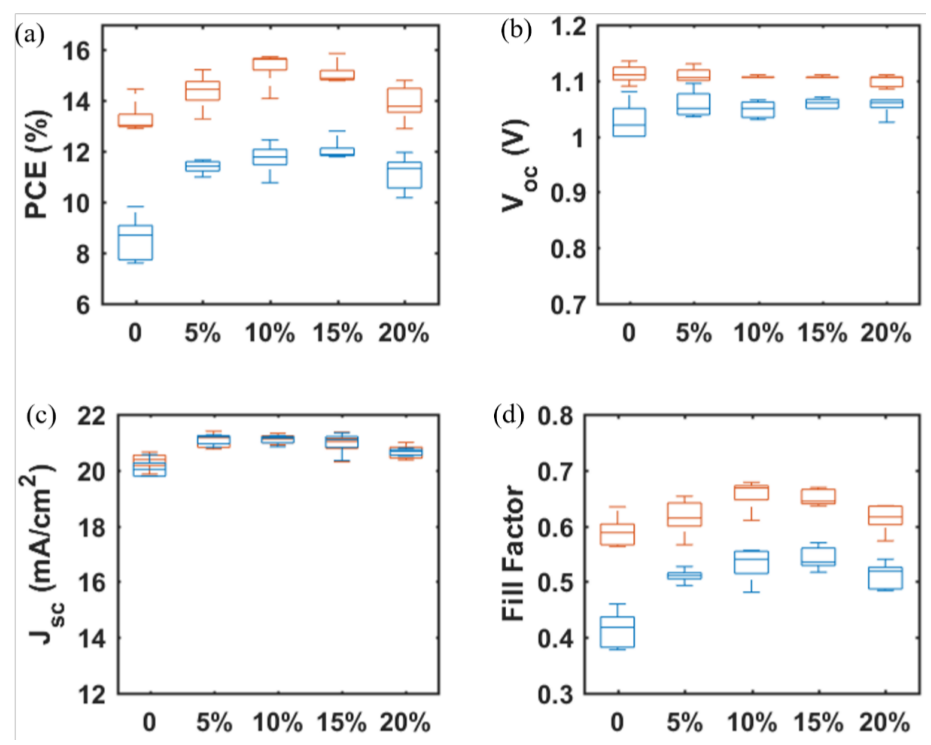 (a)
PCE (%)
16
14
12
10
8
6
0 5% 10% 15% 20%
(b)
V_oc (V)
1.2
1.1
1
0.9
0.8
0.7
0 5% 10% 15% 20%
(c)
J_sc (mA/cm²)
22
20
18
16
14
12
0 5% 10% 15% 20%
(d)
Fill Factor
0.8
0.7
0.6
0.5
0.4
0.3
0 5% 10% 15% 20%